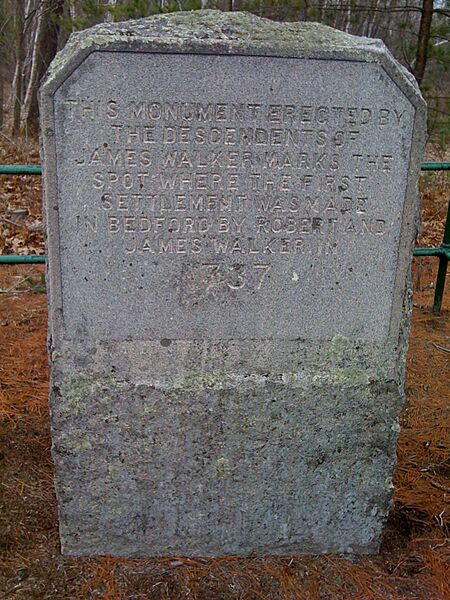 THIS MONUMENT ERECTED BY
THE DESCENDENTS OF
JAMES WALKER MARKS THE
SPOT WHERE THE FIRST
SETTLEMENT WAS MADE
IN BEDFORD BY ROBERT AND
JAMES WALKER IN
1737